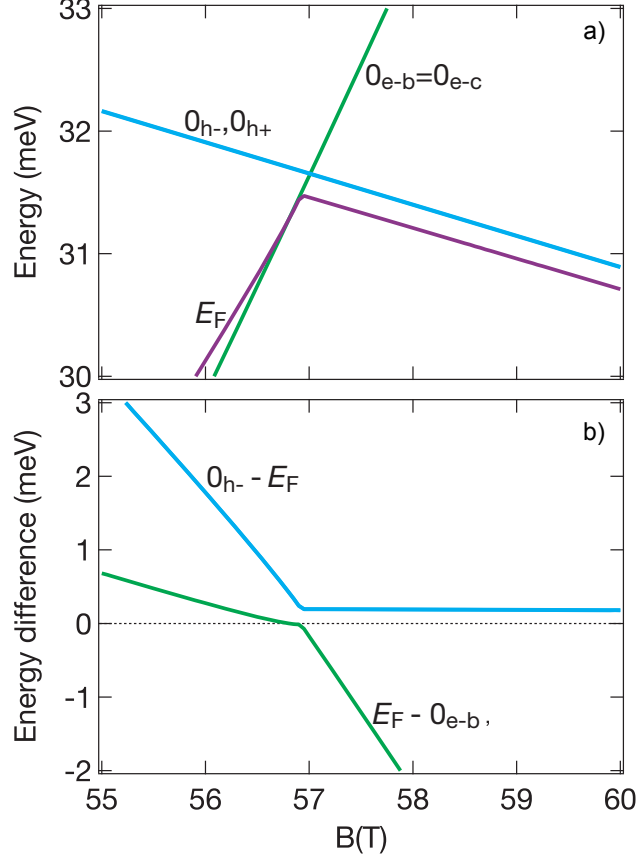 33
a)
0e-b=0e-c
32
0h-,0h+
Energy (meV)
31
EF
30
3
b)
2
0h- - EF
1
Energy difference (meV)
0
-1
EF - 0e-b ,
-2
55 56 57 58 59 60
B(T)